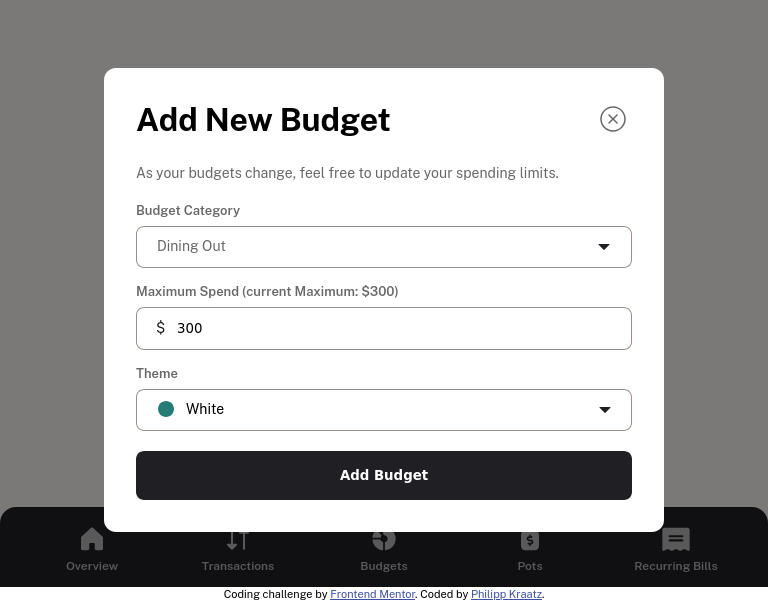 Add New Budget
As your budgets change, feel free to update your spending limits.
Budget Category
Dining Out
Maximum Spend (current Maximum: $300)
$ 300
Theme
White
Add Budget
Overview Transactions Budgets Pots Recurring Bills
Coding challenge by Frontend Mentor. Coded by Philipp Kraatz.